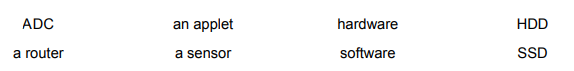 ADC an applet hardware HDD
a router a sensor software SSD